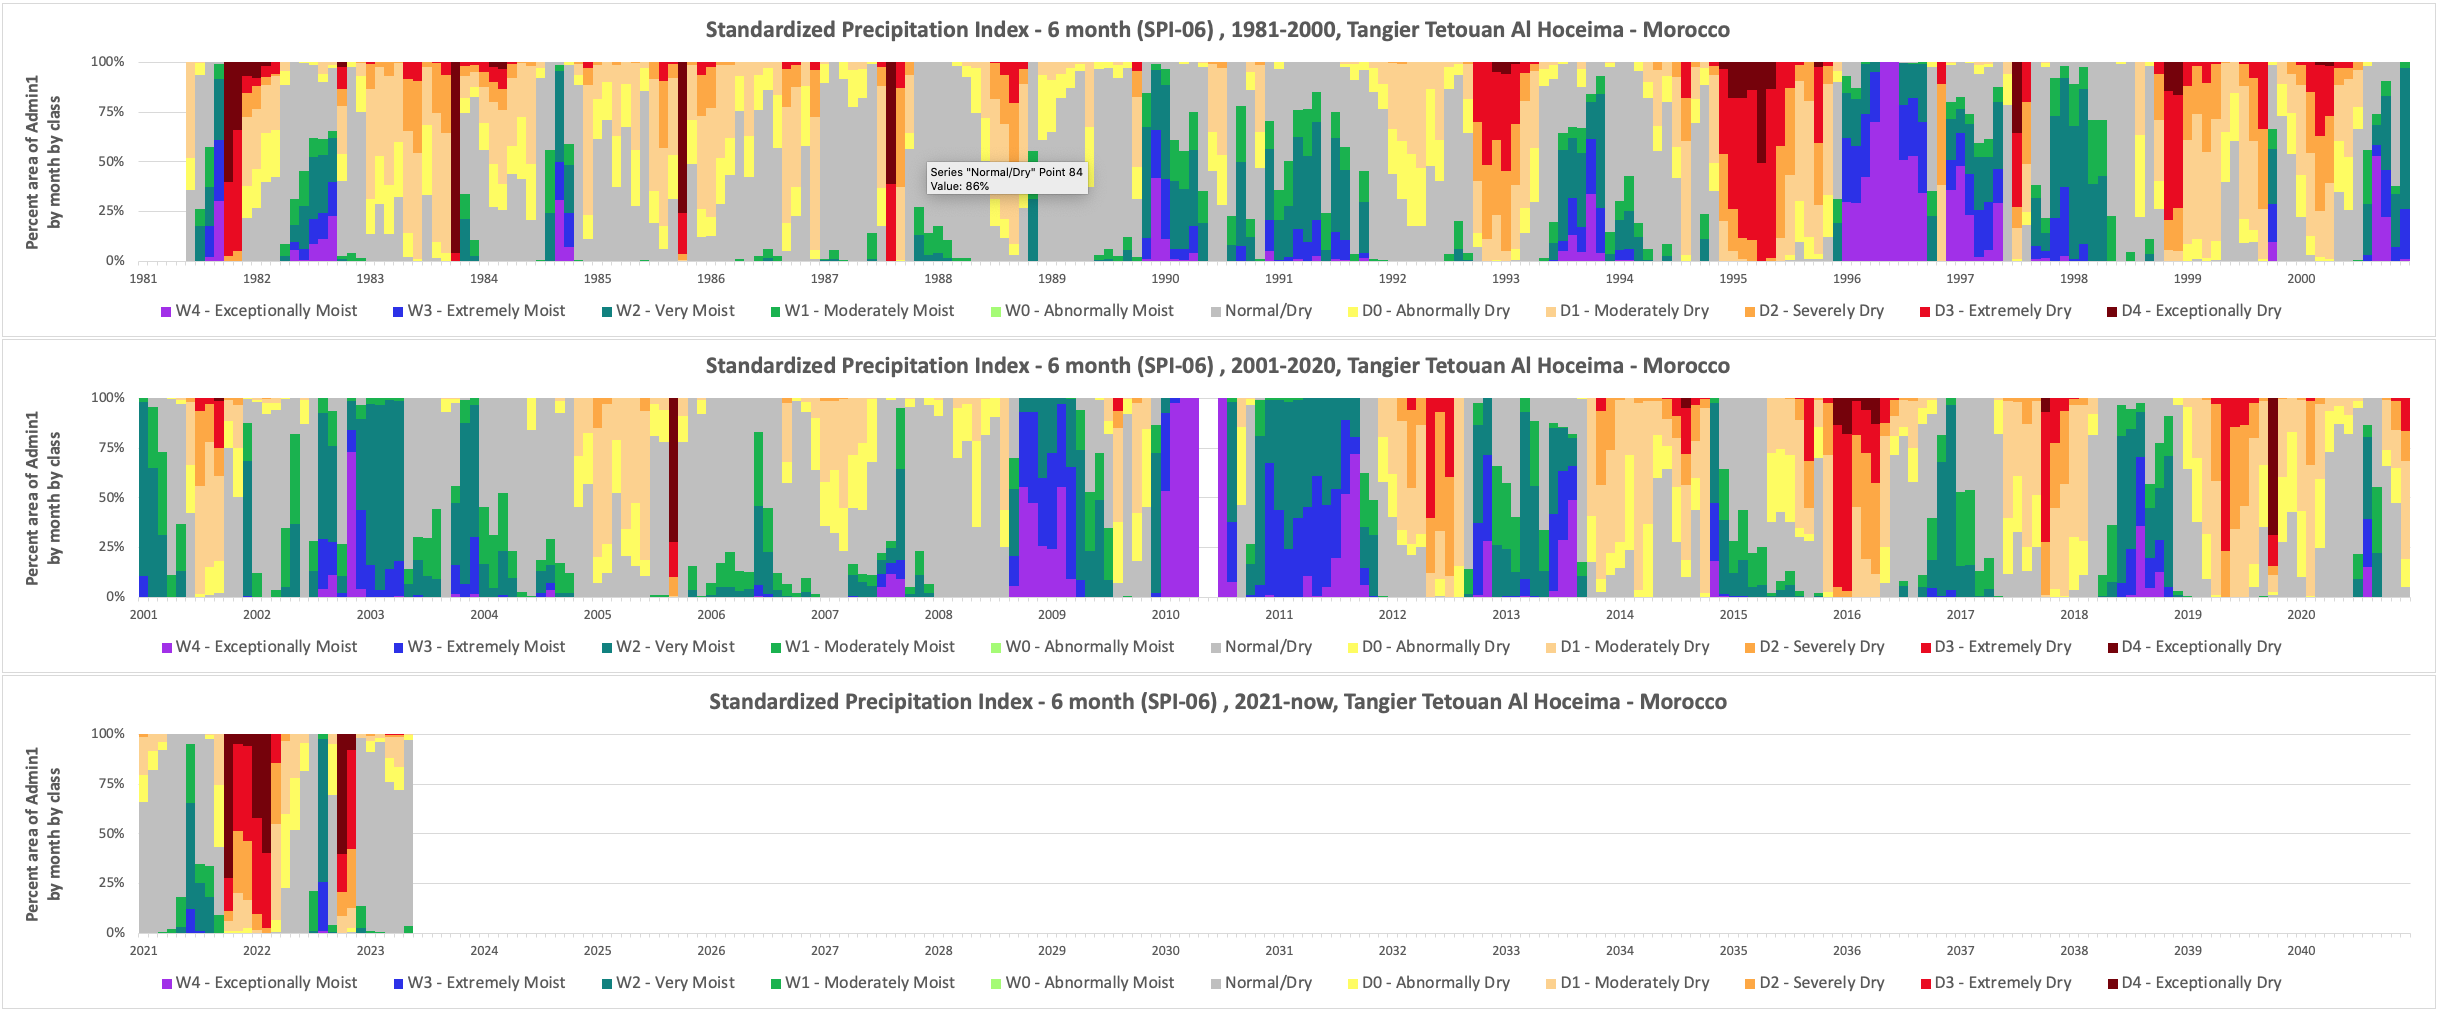 Standardized Precipitation Index - 6 month (SPI-06) , 1981-2000, Tangier Tetouan Al Hoceima - Morocco
Percent area of Admin1
by month by class
100%
75%
50%
25%
0%
Series "Normal/Dry" Point 84
Value: 86%
1981 1982 1983 1984 1985 1986 1987 1988 1989 1990 1991 1992 1993 1994 1995 1996 1997 1998 1999 2000
W4 - Exceptionally Moist W3 - Extremely Moist W2 - Very Moist W1 - Moderately Moist W0 - Abnormally Moist Normal/Dry D0 - Abnormally Dry D1 - Moderately Dry D2 - Severely Dry D3 - Extremely Dry D4 - Exceptionally Dry
Standardized Precipitation Index - 6 month (SPI-06) , 2001-2020, Tangier Tetouan Al Hoceima - Morocco
Percent area of Admin1
by month by class
100%
75%
50%
25%
0%
2001 2002 2003 2004 2005 2006 2007 2008 2009 2010 2011 2012 2013 2014 2015 2016 2017 2018 2019 2020
W4 - Exceptionally Moist W3 - Extremely Moist W2 - Very Moist W1 - Moderately Moist W0 - Abnormally Moist Normal/Dry D0 - Abnormally Dry D1 - Moderately Dry D2 - Severely Dry D3 - Extremely Dry D4 - Exceptionally Dry
Standardized Precipitation Index - 6 month (SPI-06) , 2021-now, Tangier Tetouan Al Hoceima - Morocco
Percent area of Admin1
by month by class
100%
75%
50%
25%
0%
2021 2022 2023 2024 2025 2026 2027 2028 2029 2030 2031 2032 2033 2034 2035 2036 2037 2038 2039 2040
W4 - Exceptionally Moist W3 - Extremely Moist W2 - Very Moist W1 - Moderately Moist W0 - Abnormally Moist Normal/Dry D0 - Abnormally Dry D1 - Moderately Dry D2 - Severely Dry D3 - Extremely Dry D4 - Exceptionally Dry